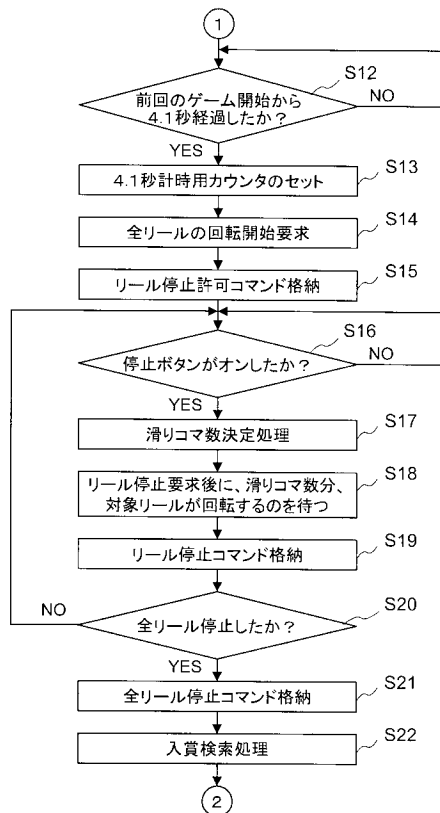 1
S12
前回のゲーム開始から
4.1秒経過したか？
NO
YES
S13
4.1秒計時用カウンタのセット
S14
全リールの回転開始要求
S15
リール停止許可コマンド格納
S16
停止ボタンがオンしたか？
NO
YES
S17
滑りコマ数決定処理
S18
リール停止要求後に、滑りコマ数分、
対象リールが回転するのを待つ
S19
リール停止コマンド格納
NO
S20
全リール停止したか？
YES
S21
全リール停止コマンド格納
S22
入賞検索処理
2